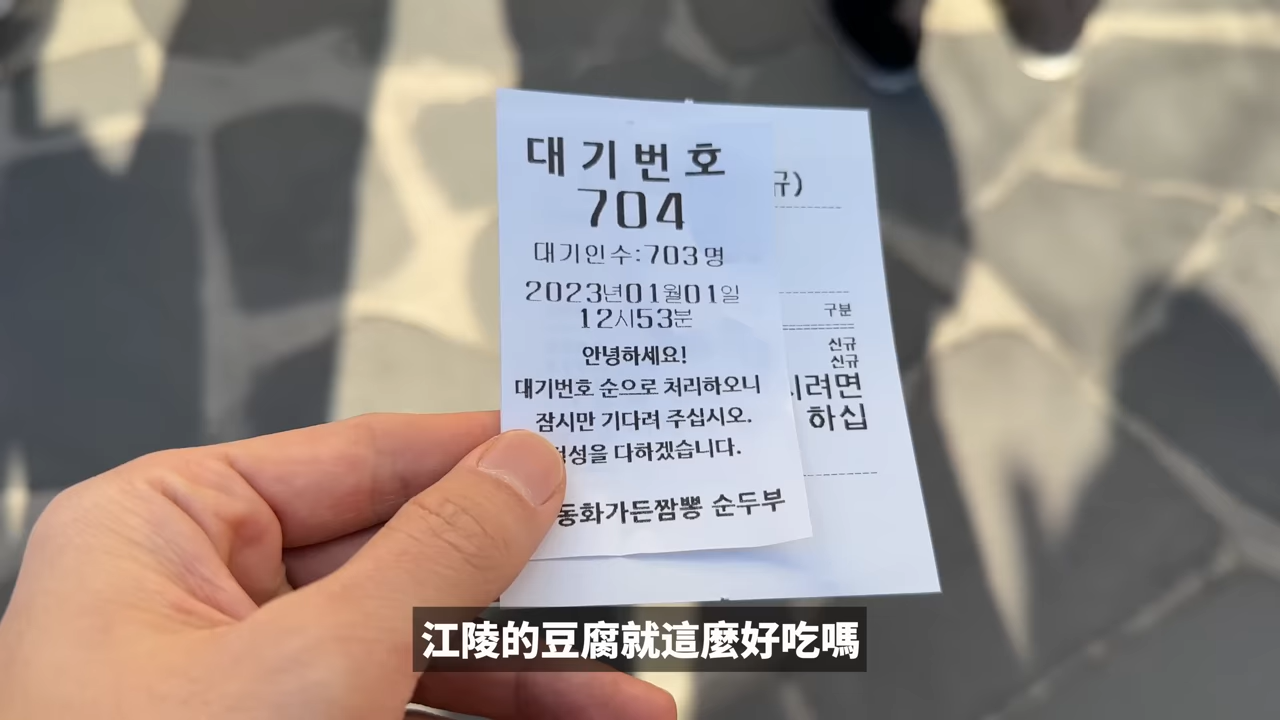 대기번호
704
대기인수:703명
2023년01월01일
12시53분
안녕하세요!
대기번호 순으로 처리하오니
잠시만 기다려 주십시오.
다하겠습니다.
동화가든짬뽕 순두부
규)
구분
신규
신규
시려면
하십
江陵的豆腐就這麼好吃嗎